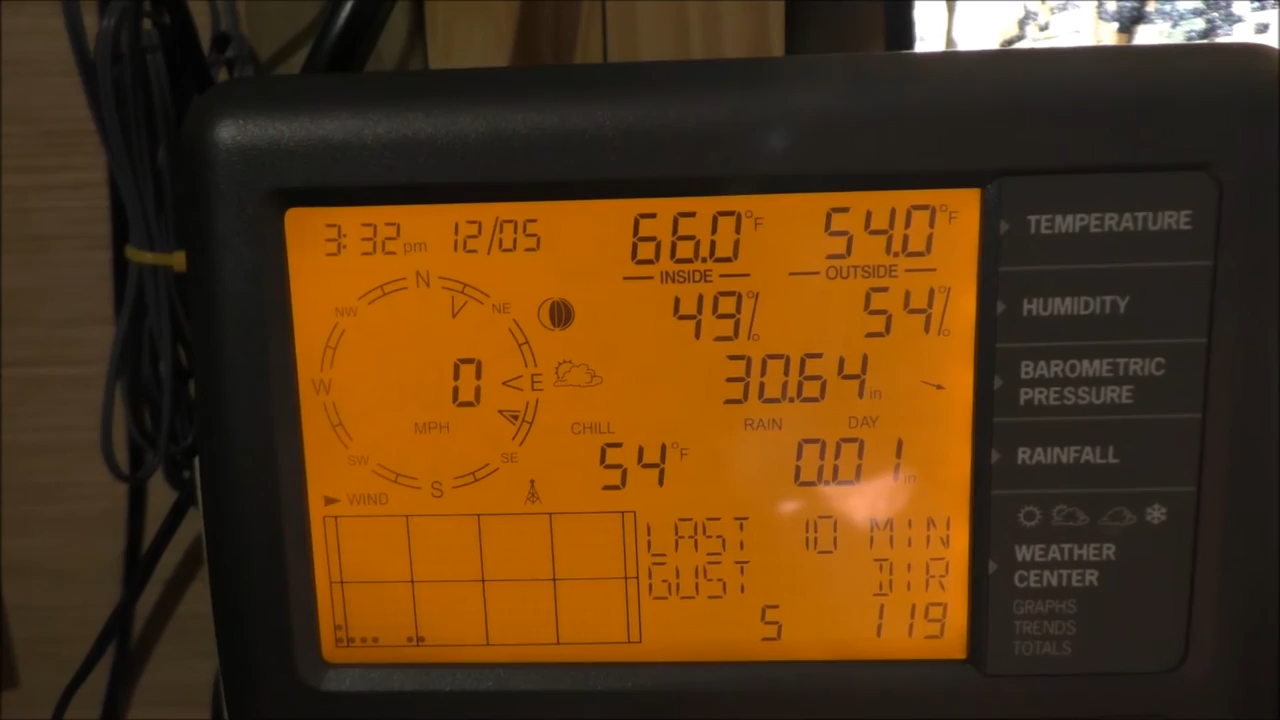 3:32pm 12/05
66.0°F 54.0°F
INSIDE OUTSIDE
49% 54%
30.64in
N
NE
E
SE
S
SW
W
NW
0
MPH
CHILL
54°F
RAIN DAY
0.01in
WIND
LAST 10 MIN
GUST DIR
5 119
TEMPERATURE
HUMIDITY
BAROMETRIC
PRESSURE
RAINFALL
WEATHER
CENTER
GRAPHS
TRENDS
TOTALS